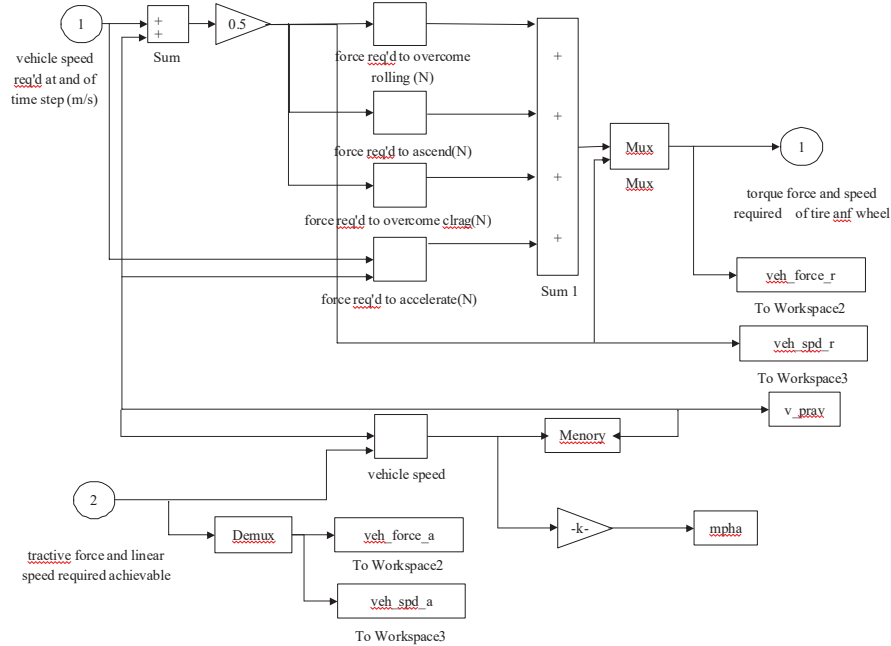 1
+
+
Sum
0.5
vehicle speed
req'd at and of
time step (m/s)
force req'd to overcome
rolling (N)
force req'd to ascend(N)
force req'd to overcome clrag(N)
force req'd to accelerate(N)
+
+
+
+
Sum 1
Mux
Mux
1
torque force and speed
required of tire anf wheel
veh_force_r
To Workspace2
veh_spd_r
To Workspace3
v_prav
Menory
vehicle speed
2
tractive force and linear
speed required achievable
Demux
veh_force_a
To Workspace2
veh_spd_a
To Workspace3
-k-
mpha